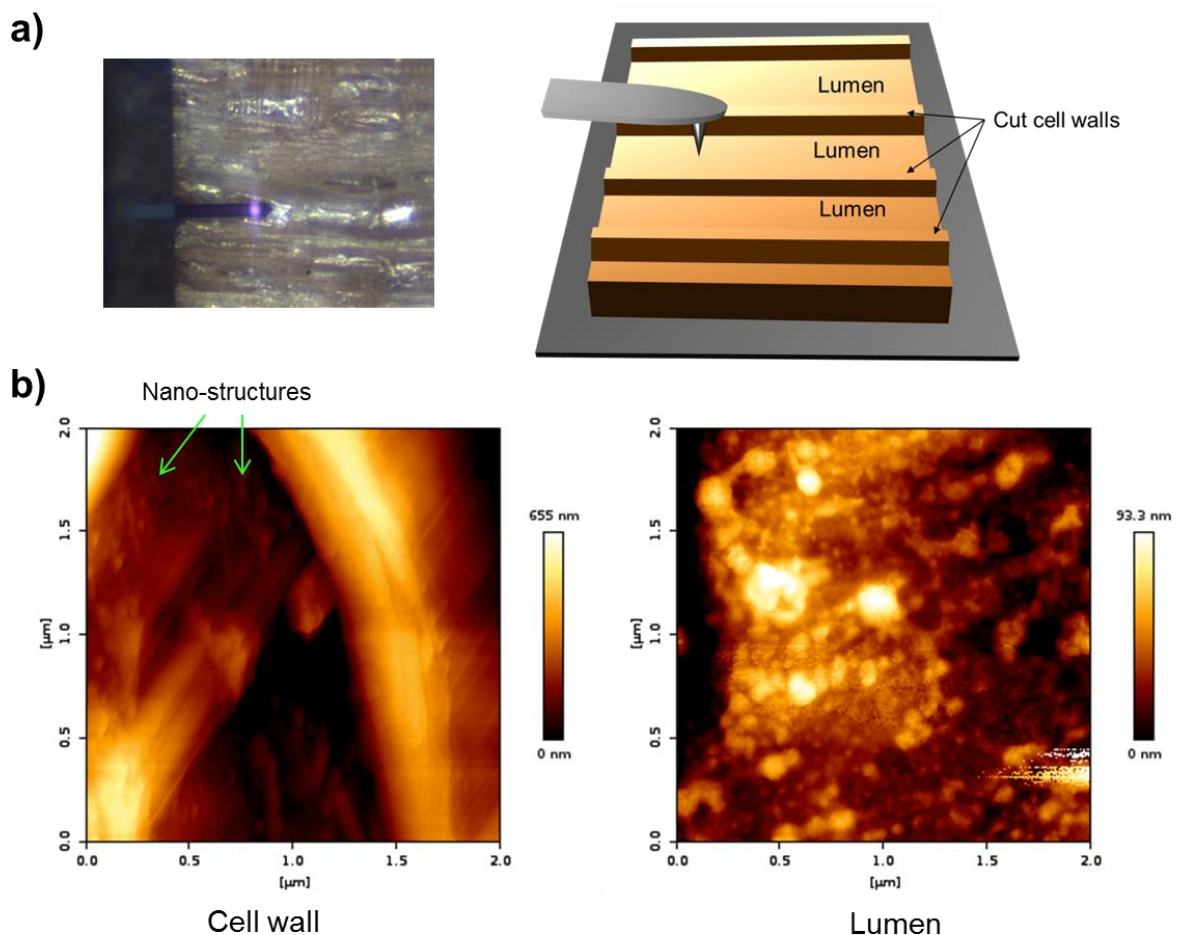 a)
Lumen
Cut cell walls
Lumen
Lumen
b)
Nano-structures
2.0
1.5
1.0
0.5
0.0
[µm]
0.0 0.5 1.0 1.5 2.0
[µm]
655 nm
0 nm
Cell wall
2.0
1.5
1.0
0.5
0.0
[µm]
0.0 0.5 1.0 1.5 2.0
[µm]
93.3 nm
0 nm
Lumen